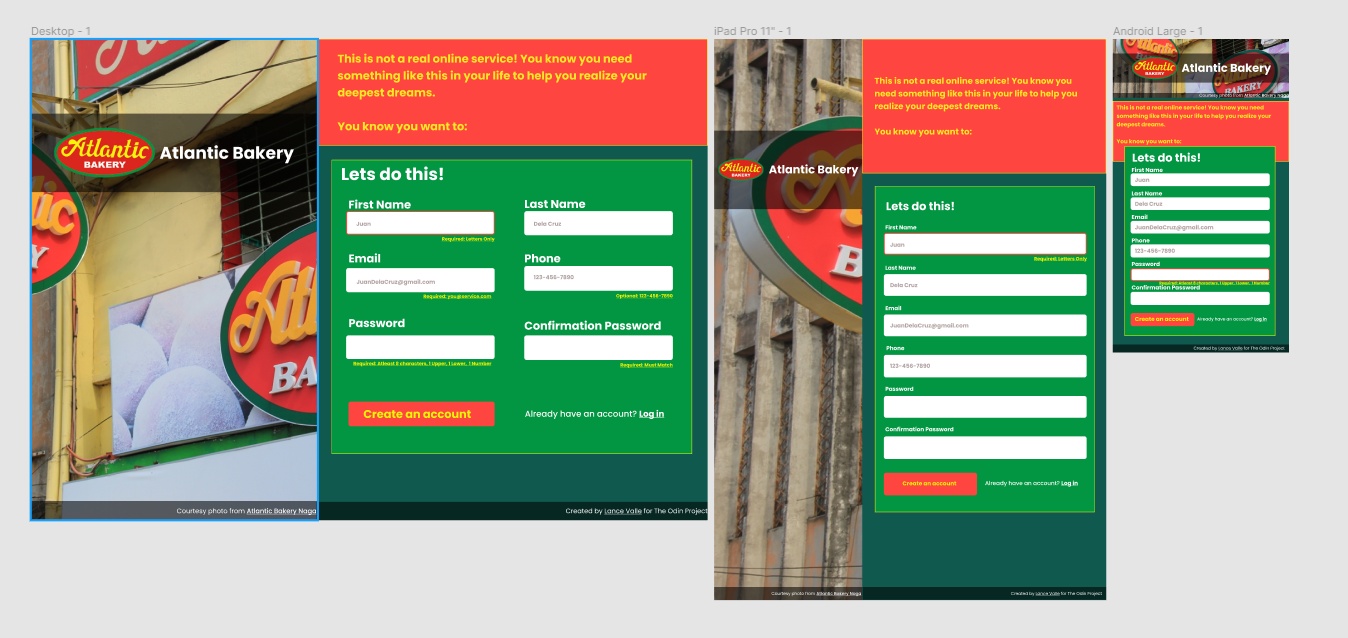 Desktop - 1
Atlantic
BAKERY
Atlantic Bakery
BA
Courtesy photo from Atlantic Bakery Naga
This is not a real online service! You know you need
something like this in your life to help you realize your
deepest dreams.
You know you want to:
Lets do this!
First Name
Last Name
Juan
Dela Cruz
Required: Letters Only
Email
Phone
JuanDelaCruz@gmail.com
123-456-7890
Required: you@service.com
Optional: 123-456-7890
Password
Confirmation Password
Required: Atleast 8 characters, 1 Upper, 1 Lower, 1 Number
Required: Must Match
Create an account
Already have an account? Log in
Created by Lance Valle for The Odin Project
iPad Pro 11" - 1
Atlantic
BAKERY
Atlantic Bakery
B
Courtesy photo from Atlantic Bakery Naga
This is not a real online service! You know you
need something like this in your life to help you
realize your deepest dreams.
You know you want to:
Lets do this!
First Name
Juan
Required: Letters Only
Last Name
Dela Cruz
Email
JuanDelaCruz@gmail.com
Phone
123-456-7890
Password
Confirmation Password
Create an account
Already have an account? Log in
Created by Lance Valle for The Odin Project
Android Large - 1
Atlantic
BAKERY
Atlantic Bakery
BAKERY
Courtesy photo from Atlantic Bakery Naga
This is not a real online service! You know you need
something like this in your life to help you realize your
deepest dreams.
You know you want to:
Lets do this!
First Name
Juan
Last Name
Dela Cruz
Email
JuanDelaCruz@gmail.com
Phone
123-456-7890
Password
Required: Atleast 8 characters, 1 Upper, 1 Lower, 1 Number
Confirmation Password
Create an account
Already have an account? Log in
Created by Lance Valle for The Odin Project